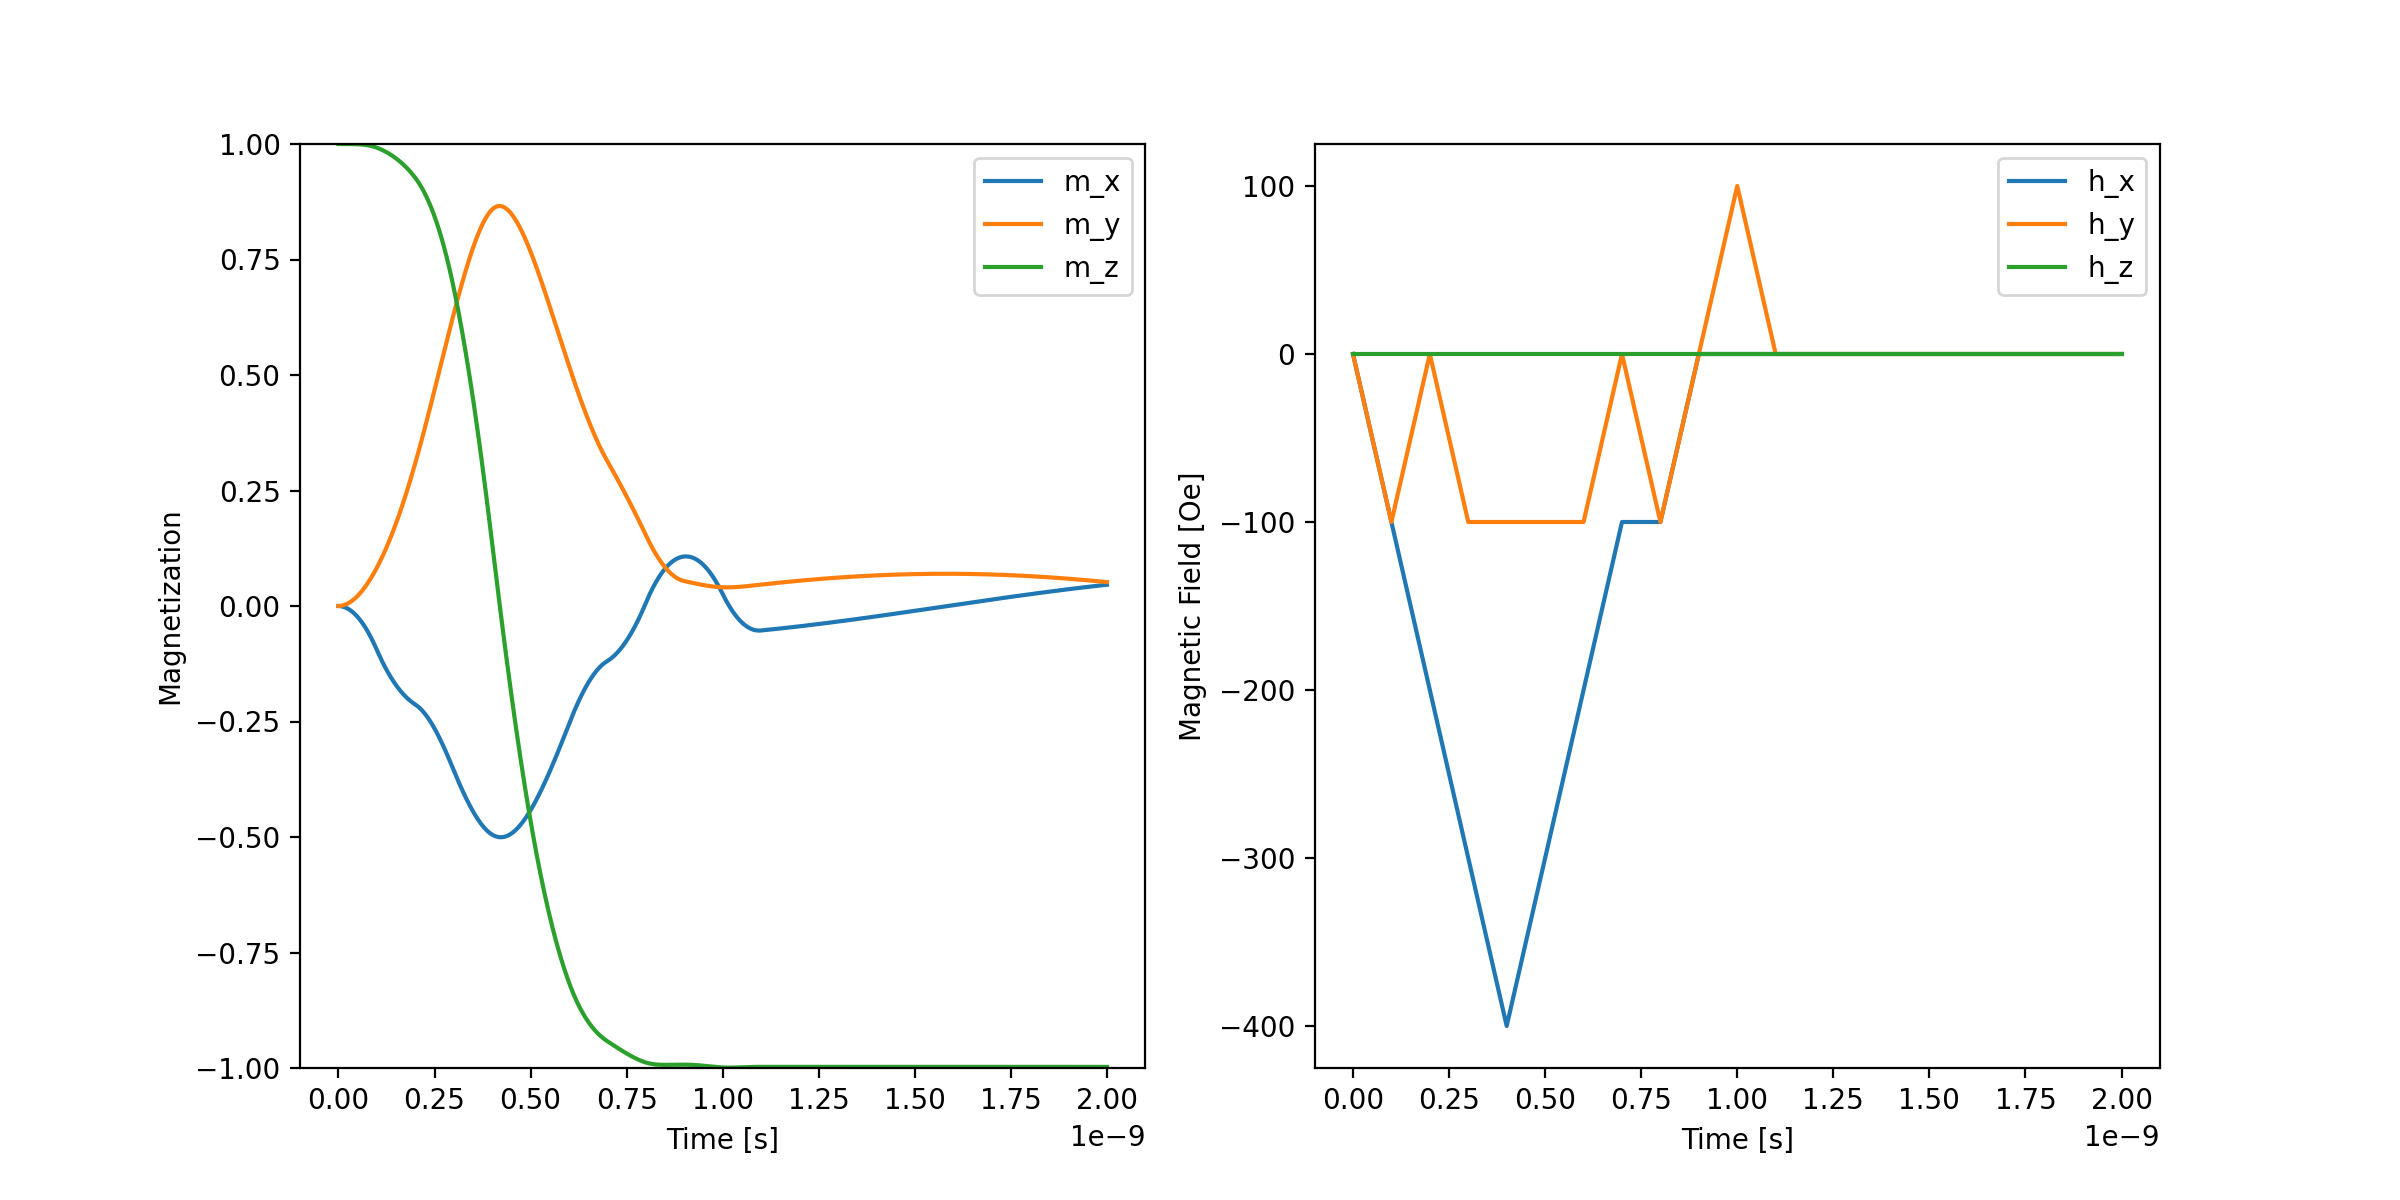 Magnetization
1.00
0.75
0.50
0.25
0.00
−0.25
−0.50
−0.75
−1.00
0.00 0.25 0.50 0.75 1.00 1.25 1.50 1.75 2.00
Time [s]
1e−9
m_x
m_y
m_z
Magnetic Field [Oe]
100
0
−100
−200
−300
−400
0.00 0.25 0.50 0.75 1.00 1.25 1.50 1.75 2.00
Time [s]
1e−9
h_x
h_y
h_z